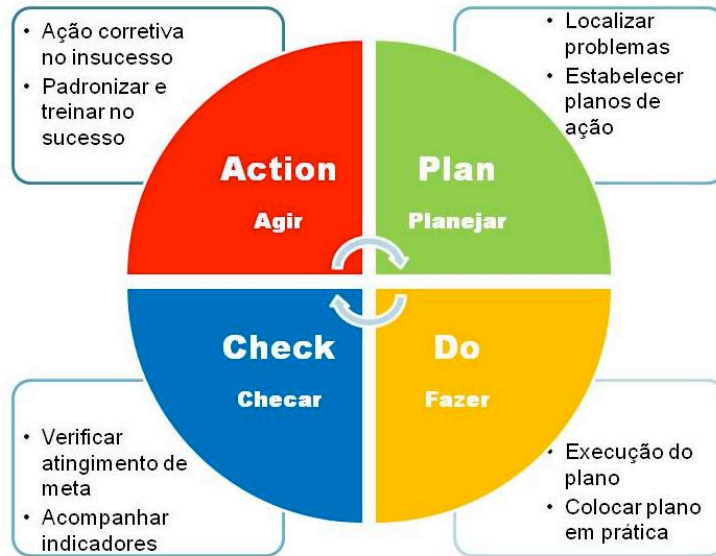 • Ação corretiva
no insucesso
• Padronizar e
treinar no
sucesso
• Localizar
problemas
• Estabelecer
planos de
ação
Action
Agir
Plan
Planejar
Check
Checar
Do
Fazer
• Verificar
atingimento de
meta
• Acompanhar
indicadores
• Execução do
plano
• Colocar plano
em prática